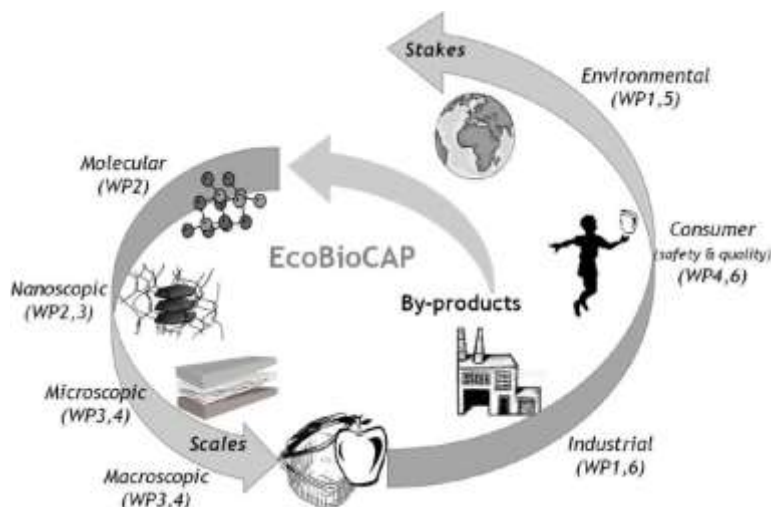 Stakes
Environmental
(WP1,5)
Molecular
(WP2)
EcoBioCAP
Consumer
(safety & quality)
(WP4,6)
Nanoscopic
(WP2,3)
By-products
Microscopic
(WP3,4)
Scales
Industrial
(WP1,6)
Macroscopic
(WP3,4)